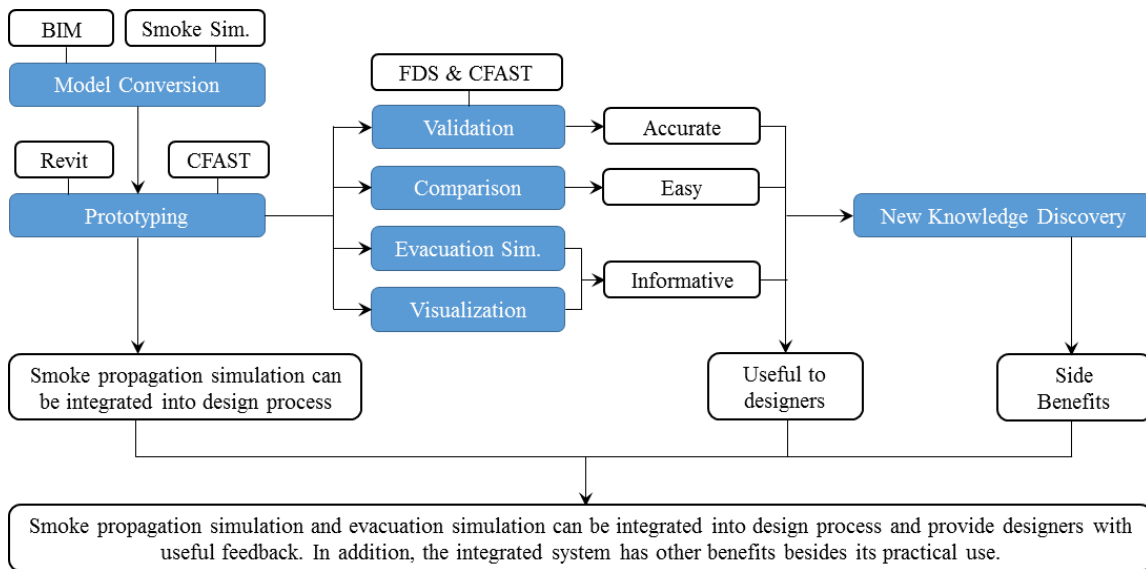 BIM
Smoke Sim.
Model Conversion
Revit
CFAST
Prototyping
FDS & CFAST
Validation
Accurate
Comparison
Easy
Evacuation Sim.
Visualization
Informative
New Knowledge Discovery
Smoke propagation simulation can
be integrated into design process
Useful to
designers
Side
Benefits
Smoke propagation simulation and evacuation simulation can be integrated into design process and provide designers with
useful feedback. In addition, the integrated system has other benefits besides its practical use.